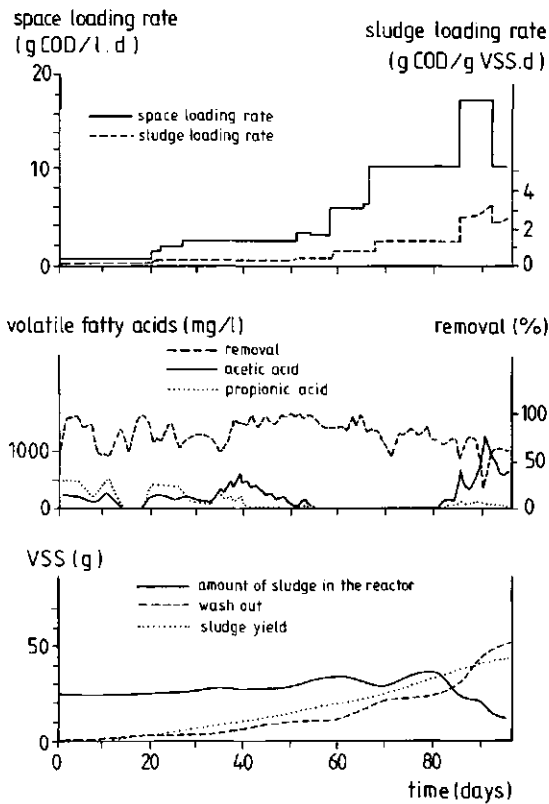 space loading rate
(g COD/l.d)
sludge loading rate
(g COD/g VSS.d)
20
10
0
4
2
0
space loading rate
sludge loading rate
volatile fatty acids (mg/l)
removal (%)
removal
acetic acid
propionic acid
1000
0
100
50
0
VSS (g)
amount of sludge in the reactor
wash out
sludge yield
50
0
0
20
40
60
80
time (days)